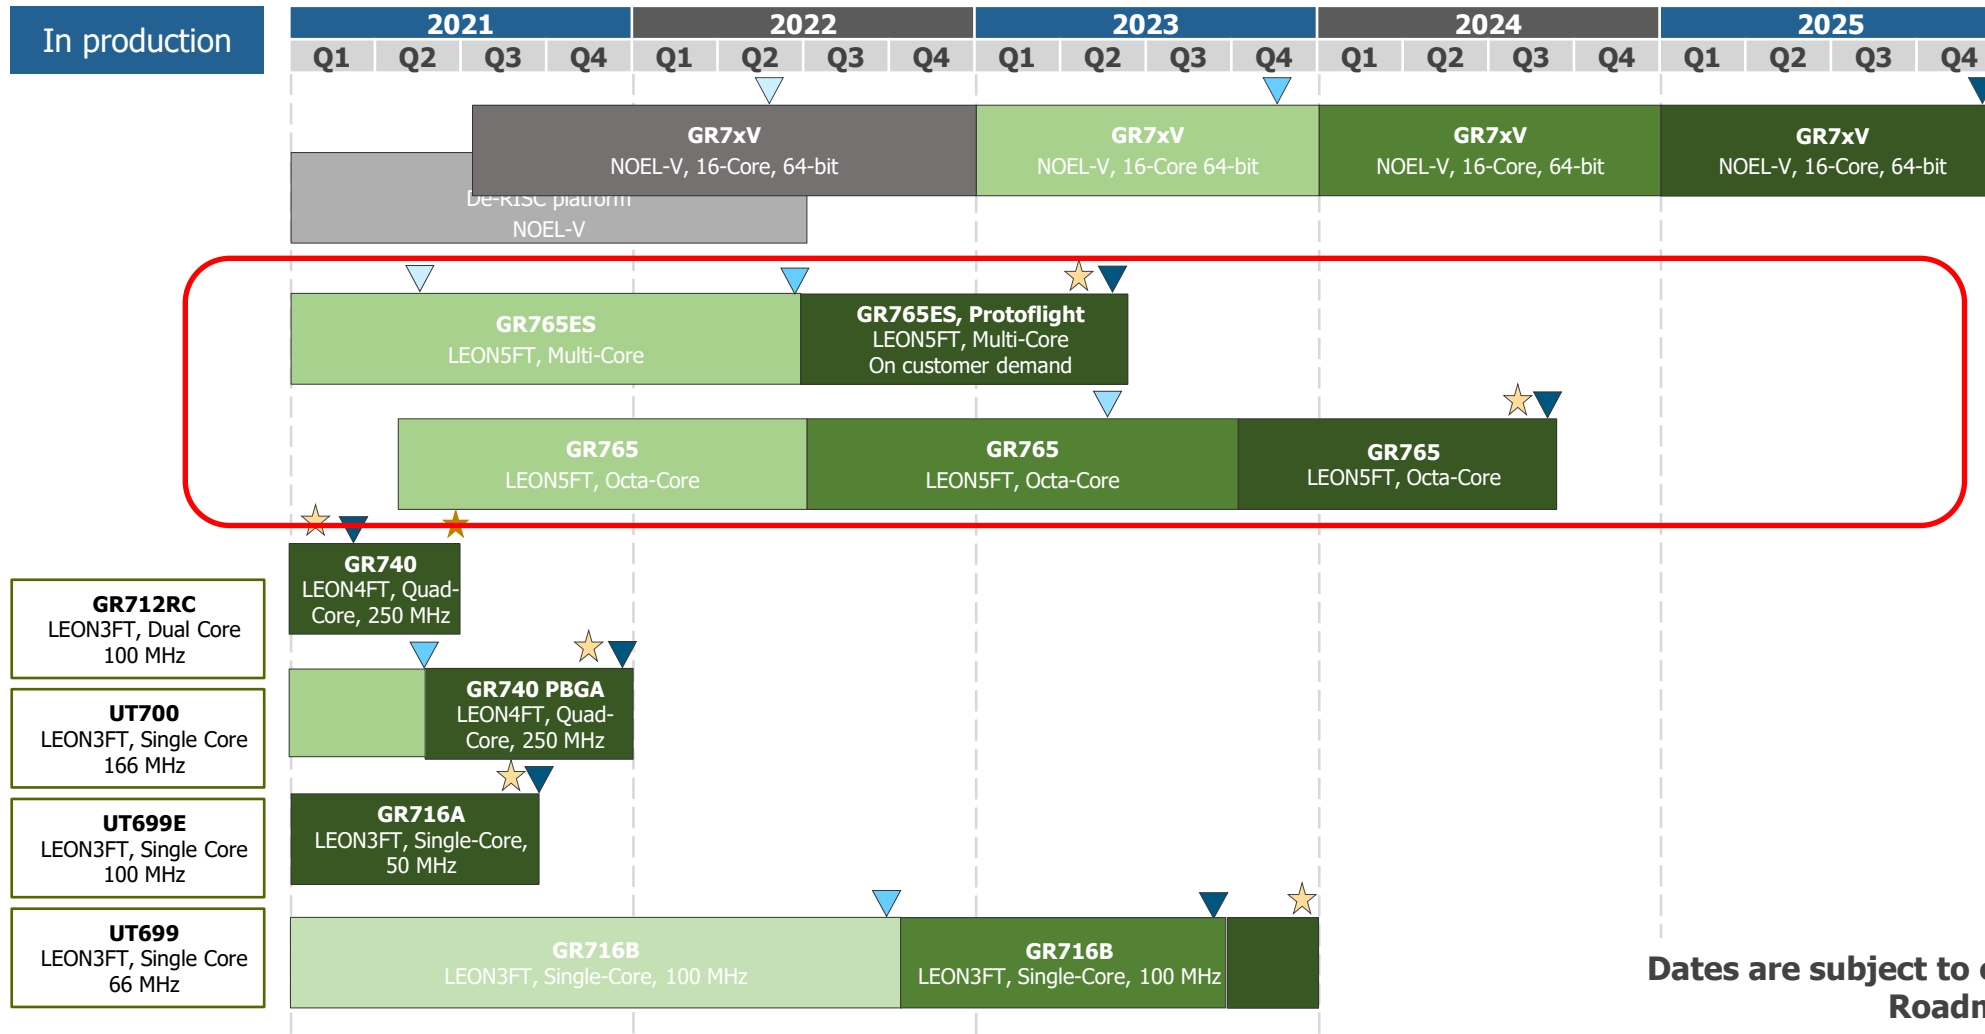 In production
2021
2022
2023
2024
2025
Q1 Q2 Q3 Q4 Q1 Q2 Q3 Q4 Q1 Q2 Q3 Q4 Q1 Q2 Q3 Q4 Q1 Q2 Q3 Q4
GR7xV
NOEL-V, 16-Core, 64-bit
GR7xV
NOEL-V, 16-Core 64-bit
GR7xV
NOEL-V, 16-Core, 64-bit
GR7xV
NOEL-V, 16-Core, 64-bit
De-RISC platform
NOEL-V
GR765ES
LEON5FT, Multi-Core
GR765ES, Protoflight
LEON5FT, Multi-Core
On customer demand
GR765
LEON5FT, Octa-Core
GR765
LEON5FT, Octa-Core
GR765
LEON5FT, Octa-Core
GR740
LEON4FT, Quad-
Core, 250 MHz
GR712RC
LEON3FT, Dual Core
100 MHz
GR740 PBGA
LEON4FT, Quad-
Core, 250 MHz
UT700
LEON3FT, Single Core
166 MHz
GR716A
LEON3FT, Single-Core,
50 MHz
UT699E
LEON3FT, Single Core
100 MHz
GR716B
LEON3FT, Single-Core, 100 MHz
GR716B
LEON3FT, Single-Core, 100 MHz
UT699
LEON3FT, Single Core
66 MHz
Dates are subject to